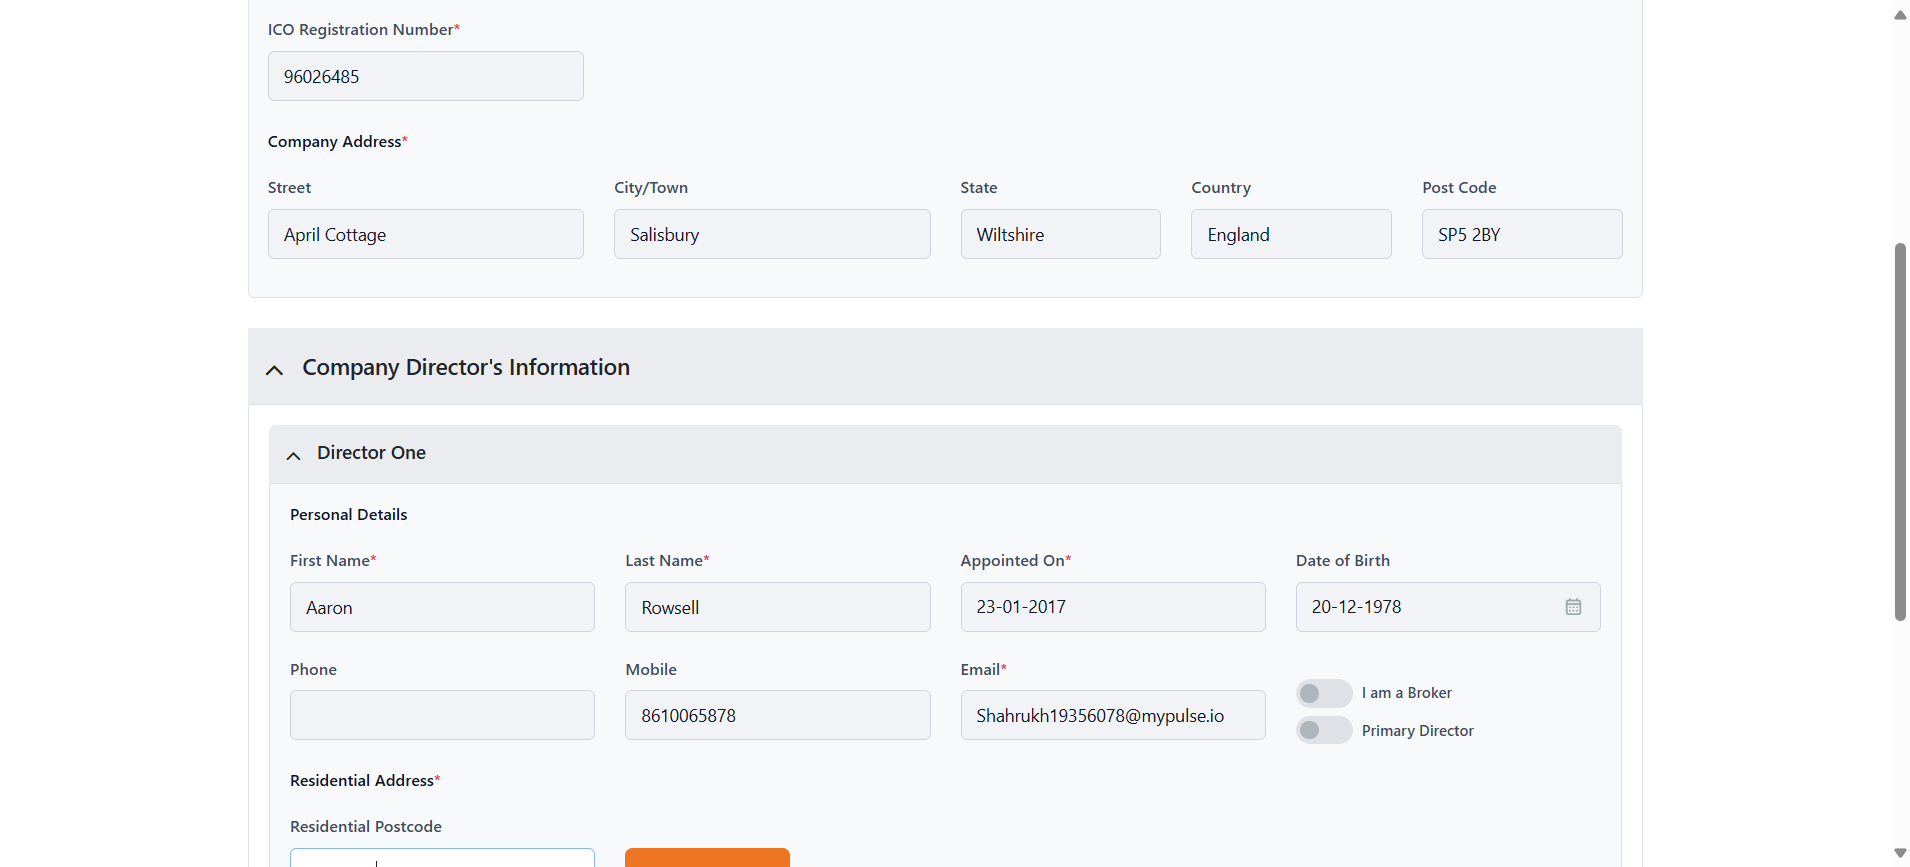 ICO Registration Number*
96026485
Company Address*
Street City/Town State Country Post Code
April Cottage Salisbury Wiltshire England SP5 2BY
Company Director's Information
Director One
Personal Details
First Name* Last Name* Appointed On* Date of Birth
Aaron Rowsell 23-01-2017 20-12-1978
Phone Mobile Email*
I am a Broker
8610065878 Shahrukh19356078@mypulse.io
Primary Director
Residential Address*
Residential Postcode